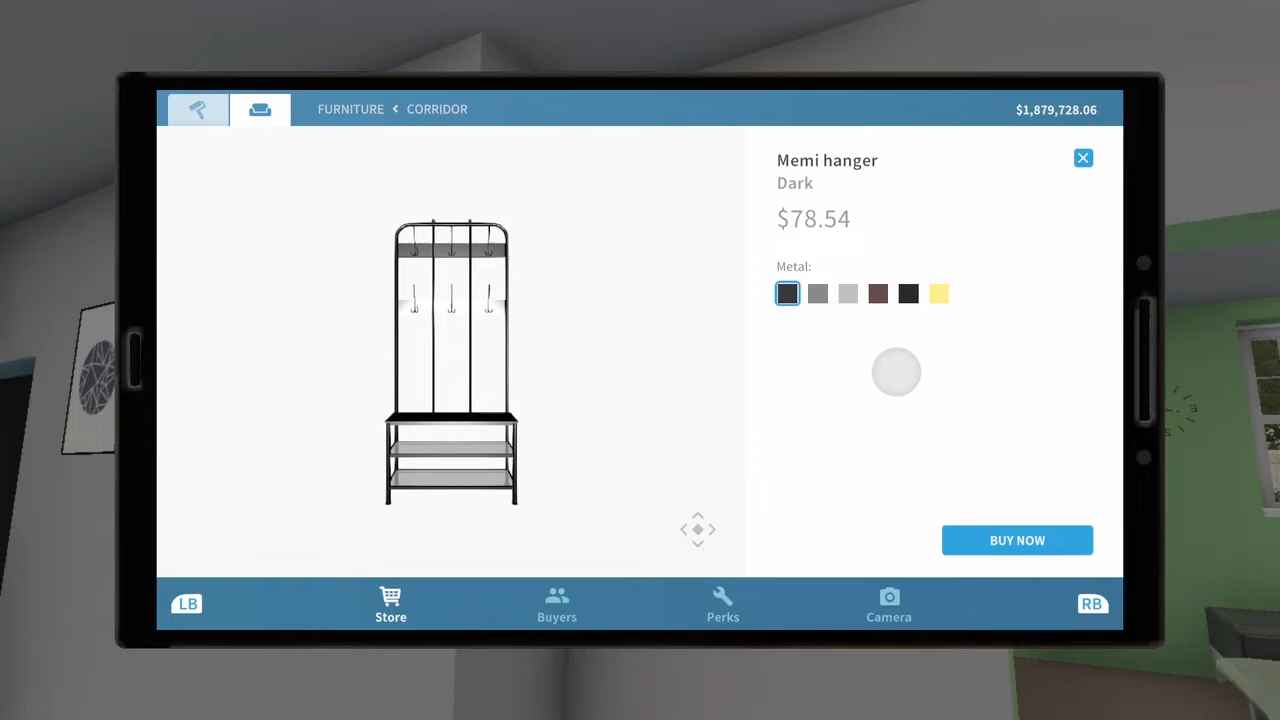 FURNITURE < CORRIDOR
$1,879,728.06
Memi hanger
Dark
$78.54
Metal:
BUY NOW
LB
Store
Buyers
Perks
Camera
RB